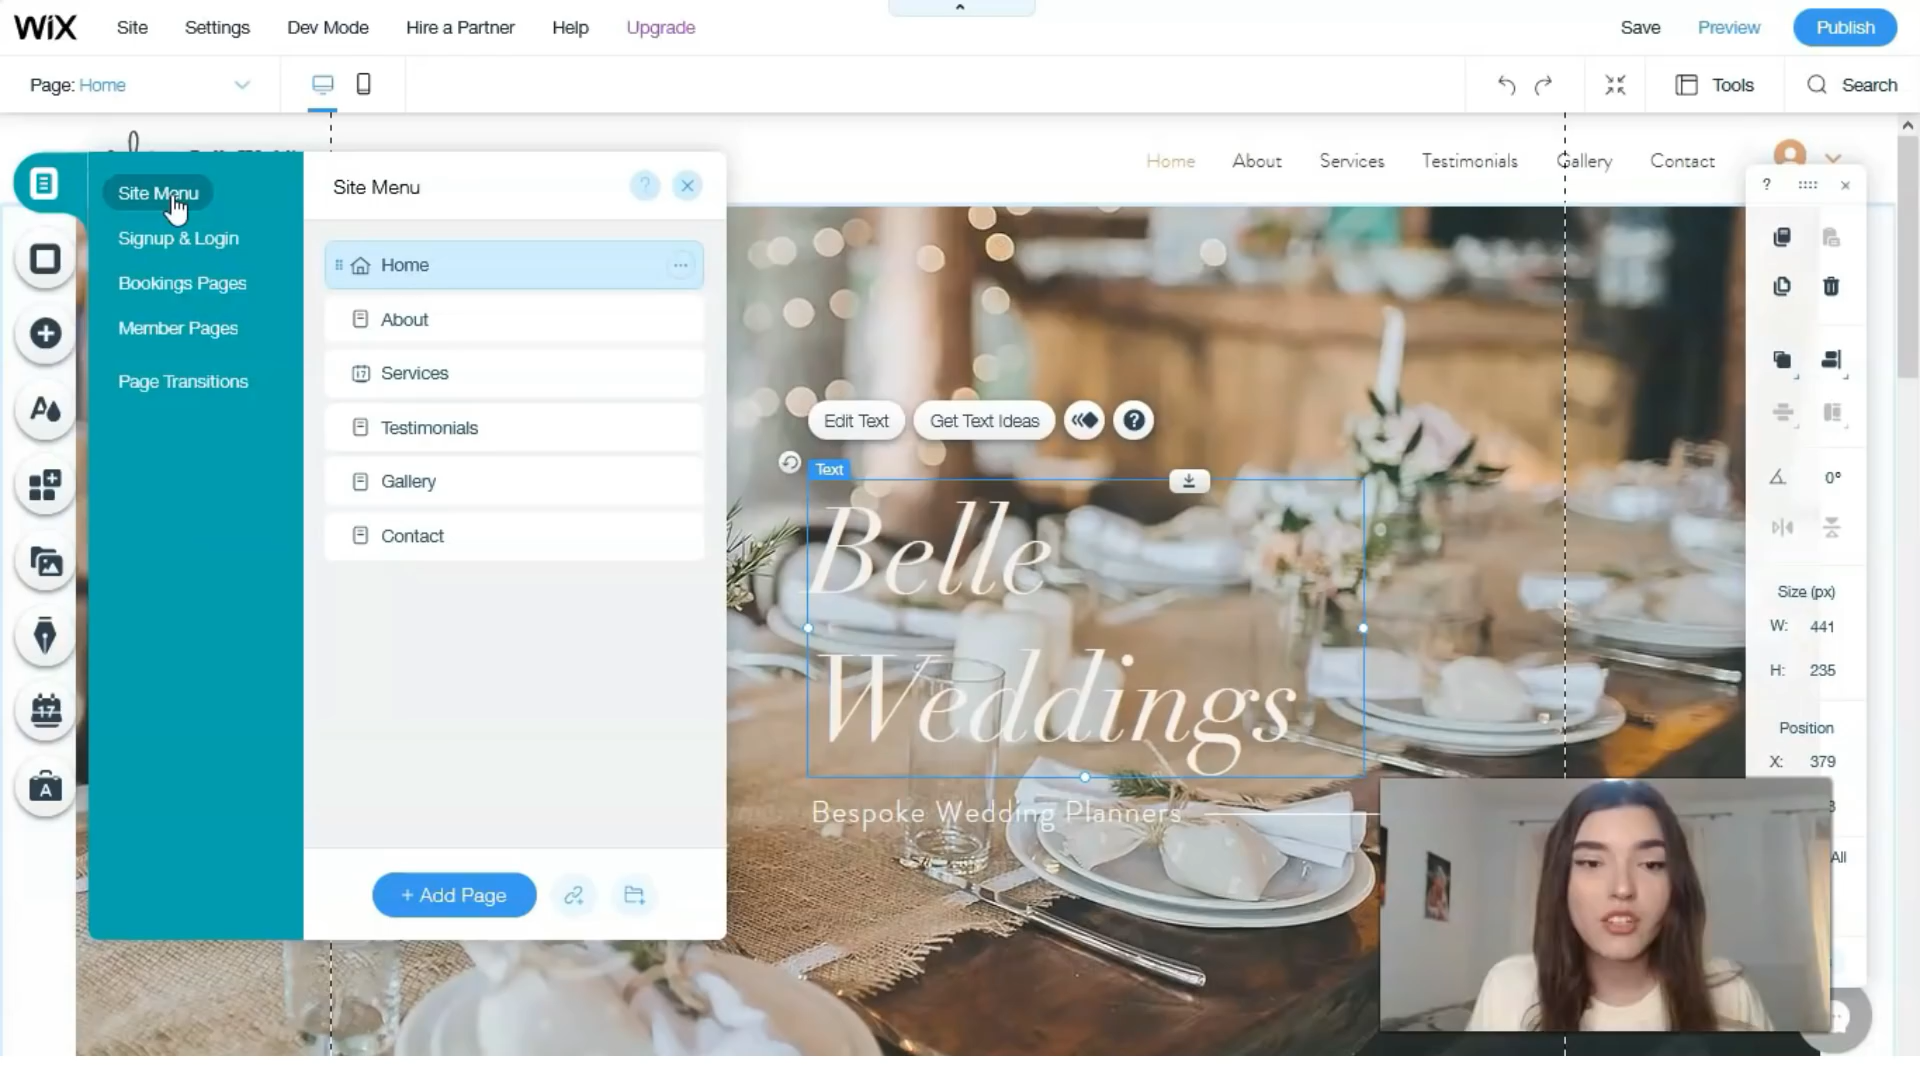 WiX
Site
Settings
Dev Mode
Hire a Partner
Help
Upgrade
Save
Preview
Publish
Page: Home
Tools
Search
Home
About
Services
Testimonials
Gallery
Contact
Site Menu
Signup & Login
Bookings Pages
Member Pages
Page Transitions
Site Menu
?
Home
About
17
Services
Testimonials
Gallery
Contact
+ Add Page
17
A
Edit Text
Get Text Ideas
?
Text
Belle
Weddings
Bespoke Wedding Planners
?
0°
Size (px)
W: 441
H: 235
Position
X: 379
All